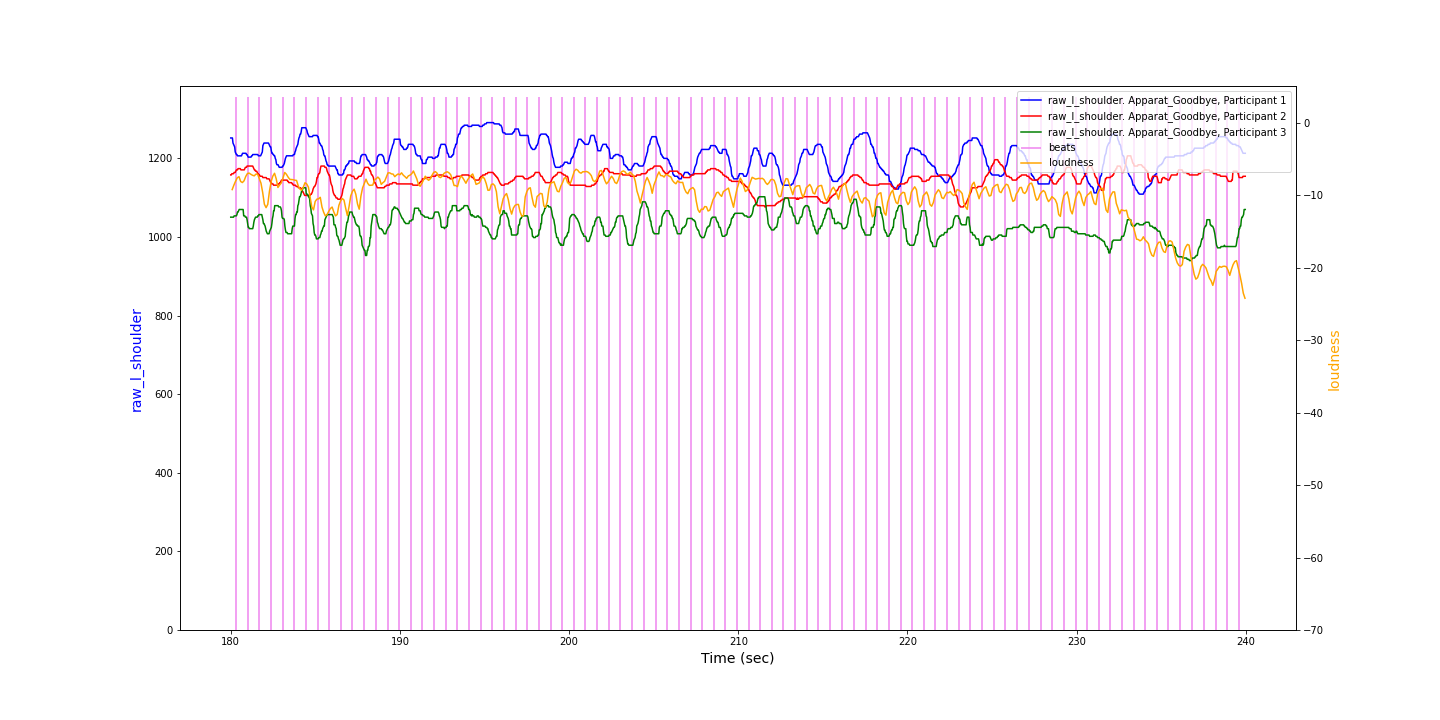 raw_l_shoulder. Apparat_Goodbye, Participant 1
raw_l_shoulder. Apparat_Goodbye, Participant 2
raw_l_shoulder. Apparat_Goodbye, Participant 3
beats
loudness
1200
1000
800
600
400
200
0
raw_l_shoulder
0
−10
−20
−30
−40
−50
−60
−70
loudness
180
190
200
210
220
230
240
Time (sec)